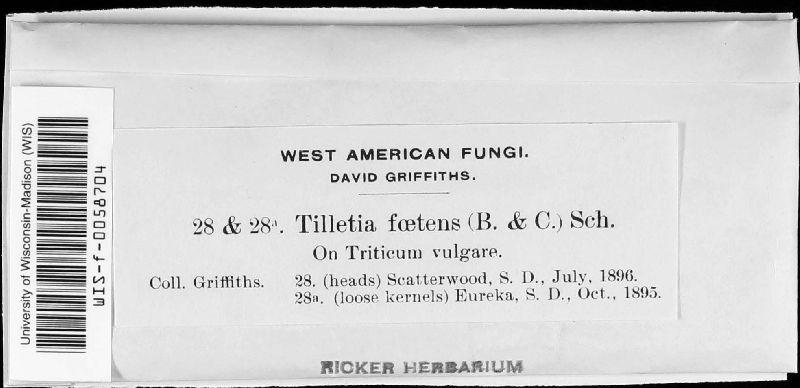 University of Wisconsin-Madison (WIS)
WIS-f-0058704
WEST AMERICAN FUNGI.
DAVID GRIFFITHS.
28 & 28a. Tilletia fœtens (B. & C.) Sch.
On Triticum vulgare.
Coll. Griffiths. 28. (heads) Scatterwood, S. D., July, 1896.
28a. (loose kernels) Eureka, S. D., Oct., 1895.
RICKER HERBARIUM